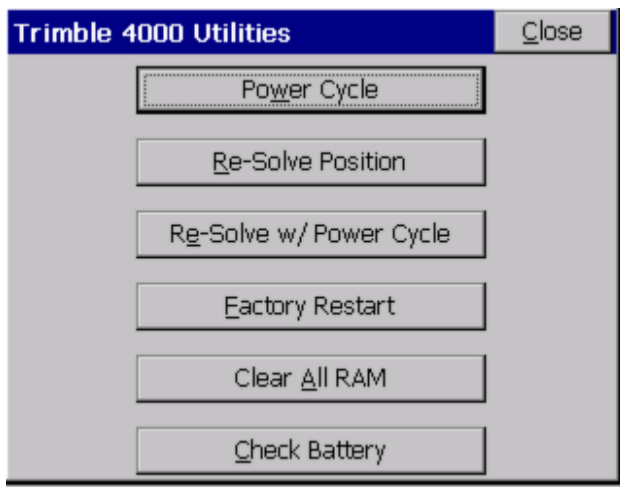 Trimble 4000 Utilities
Close
Power Cycle
Re-Solve Position
Re-Solve w/ Power Cycle
Factory Restart
Clear All RAM
Check Battery